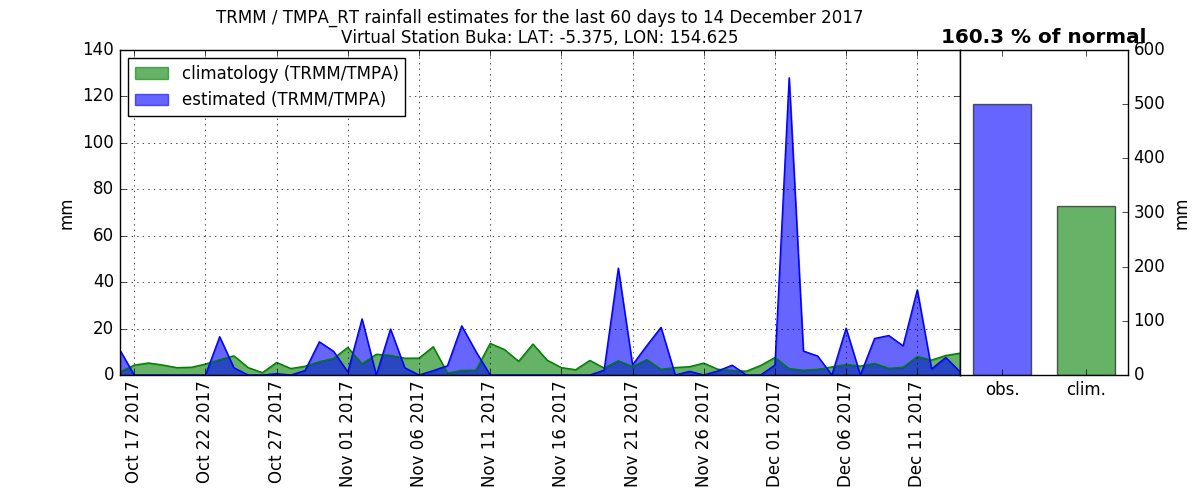 TRMM / TMPA_RT rainfall estimates for the last 60 days to 14 December 2017
Virtual Station Buka: LAT: -5.375, LON: 154.625
160.3 % of normal
climatology (TRMM/TMPA)
estimated (TRMM/TMPA)
mm
140
120
100
80
60
40
20
0
Oct 17 2017
Oct 22 2017
Oct 27 2017
Nov 01 2017
Nov 06 2017
Nov 11 2017
Nov 16 2017
Nov 21 2017
Nov 26 2017
Dec 01 2017
Dec 06 2017
Dec 11 2017
obs.
clim.
600
500
400
300
200
100
0
mm